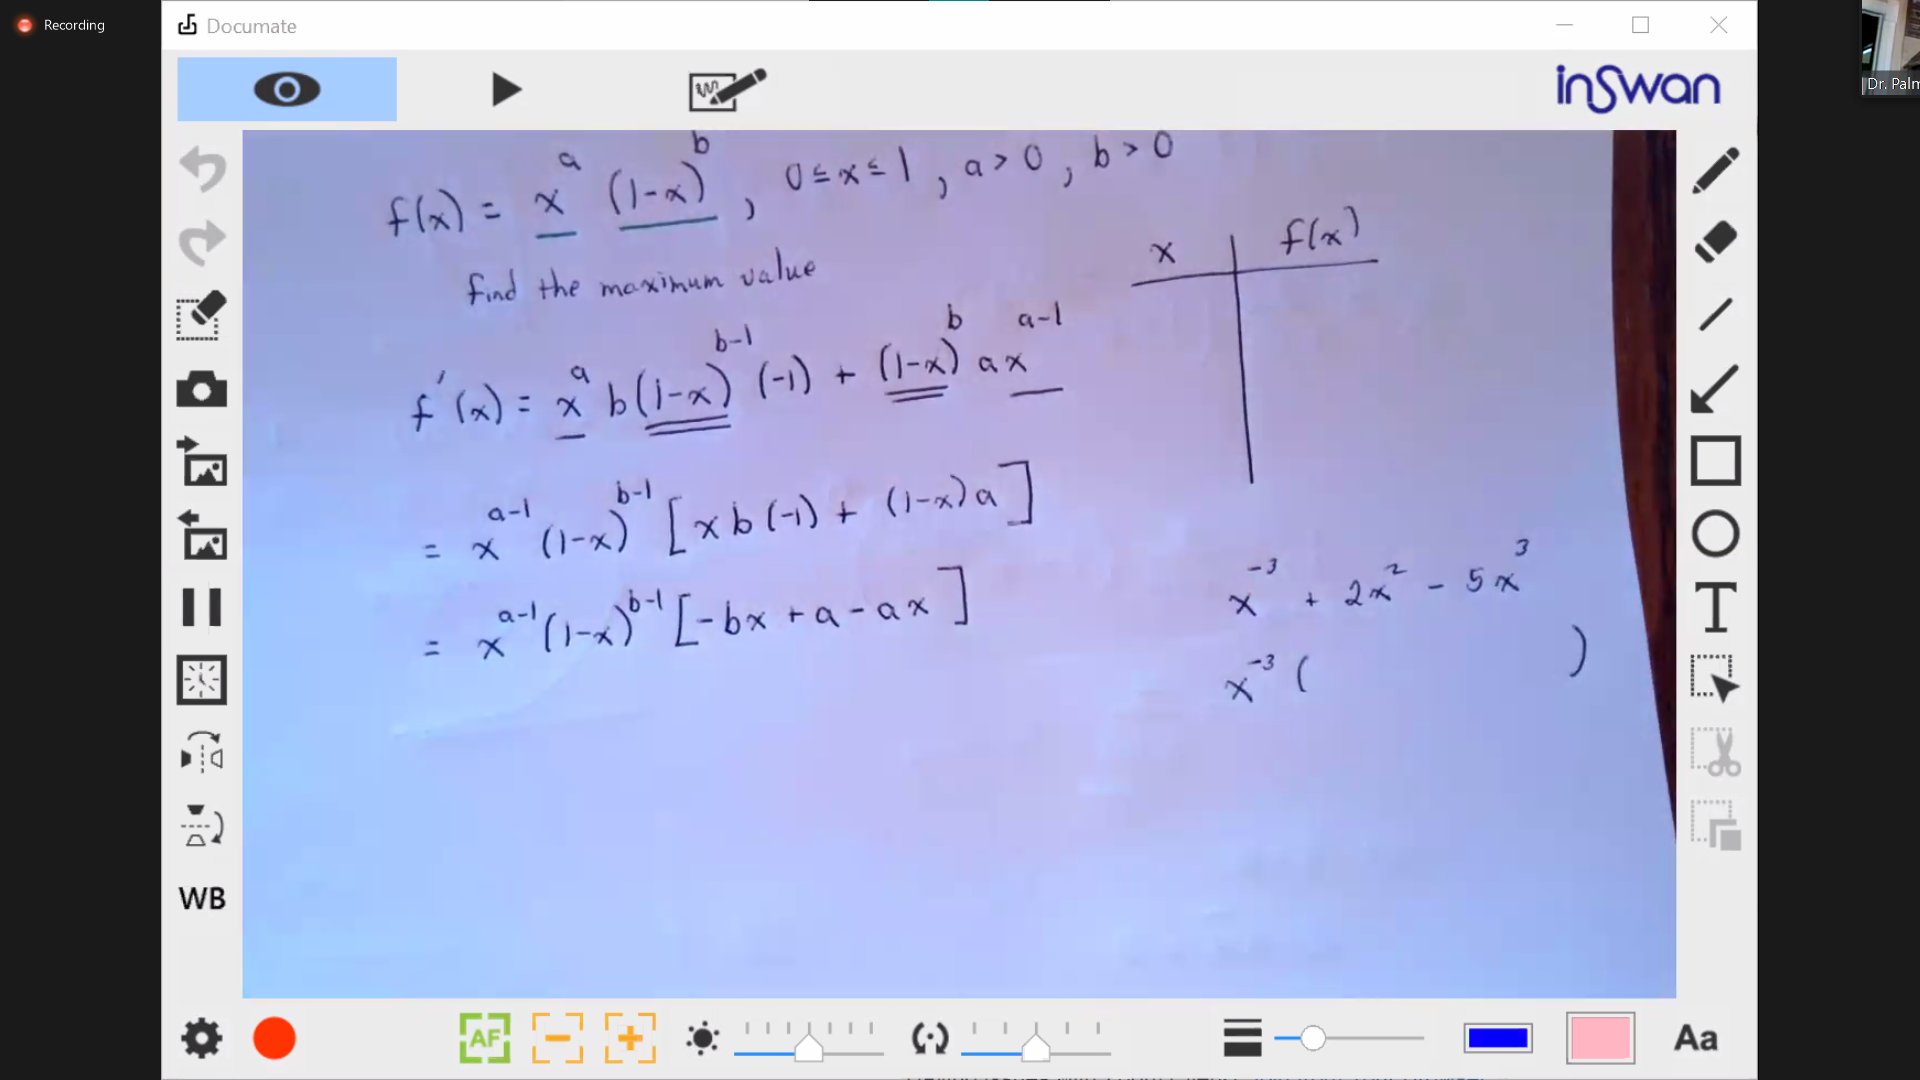 Recording
Documate
inSwan
f(x) = x^a (1-x)^b , 0 ≤ x ≤ 1 , a > 0 , b > 0
find the maximum value
x | f(x)
f'(x) = x^a b(1-x)^{b-1} (-1) + (1-x)^b a x^{a-1}
= x^{a-1} (1-x)^{b-1} [x b (-1) + (1-x) a]
= x^{a-1} (1-x)^{b-1} [-bx + a - ax]
x^{-3} + 2x^2 - 5x^3
x^{-3} ( )
WB
AF
T
Aa
Dr. Palm